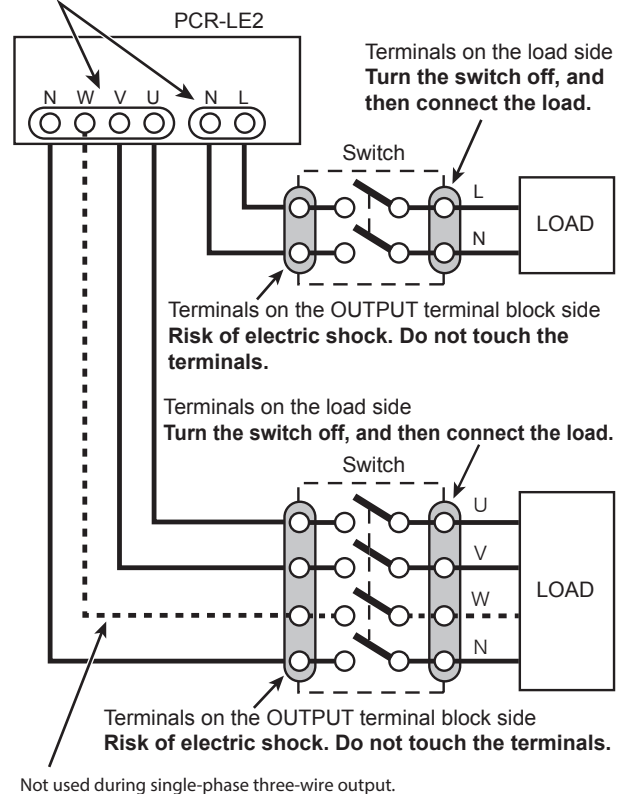 PCR-LE2
N W V U N L
Terminals on the load side
Turn the switch off, and
then connect the load.
Switch
L
N
LOAD
Terminals on the OUTPUT terminal block side
Risk of electric shock. Do not touch the
terminals.
Terminals on the load side
Turn the switch off, and then connect the load.
Switch
U
V
W
N
LOAD
Terminals on the OUTPUT terminal block side
Risk of electric shock. Do not touch the terminals.
Not used during single-phase three-wire output.